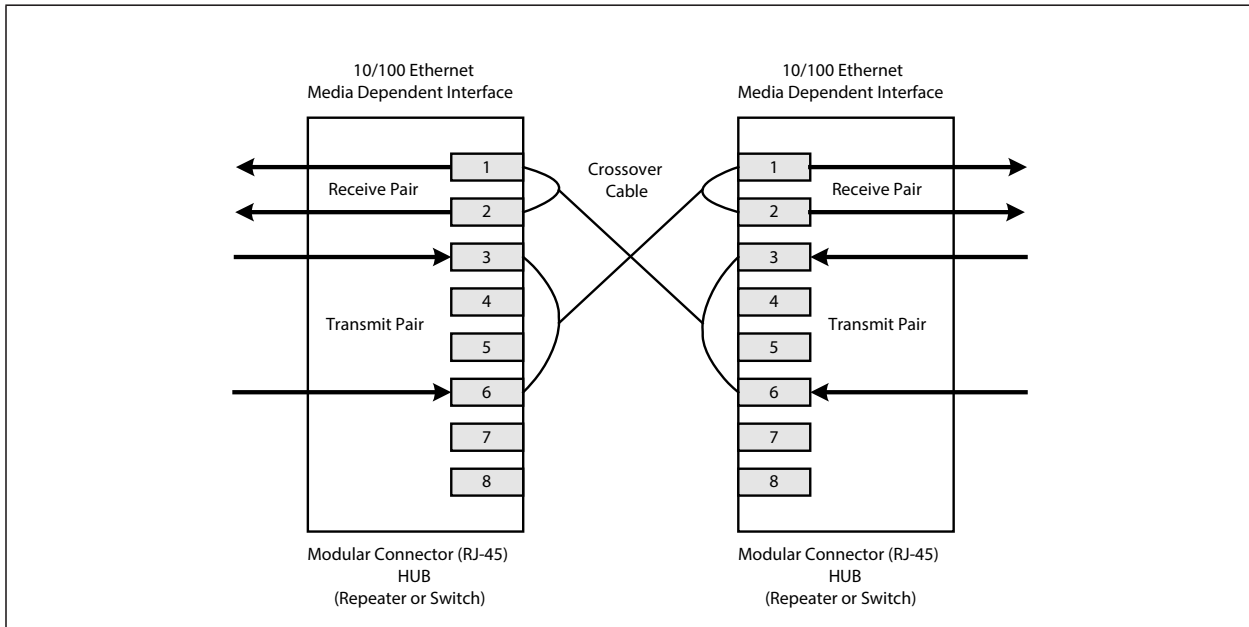 10/100 Ethernet
Media Dependent Interface
10/100 Ethernet
Media Dependent Interface
Crossover
Cable
1
Receive Pair
2
3
4
Transmit Pair
5
6
7
8
1
Receive Pair
2
3
4
Transmit Pair
5
6
7
8
Modular Connector (RJ-45)
HUB
(Repeater or Switch)
Modular Connector (RJ-45)
HUB
(Repeater or Switch)